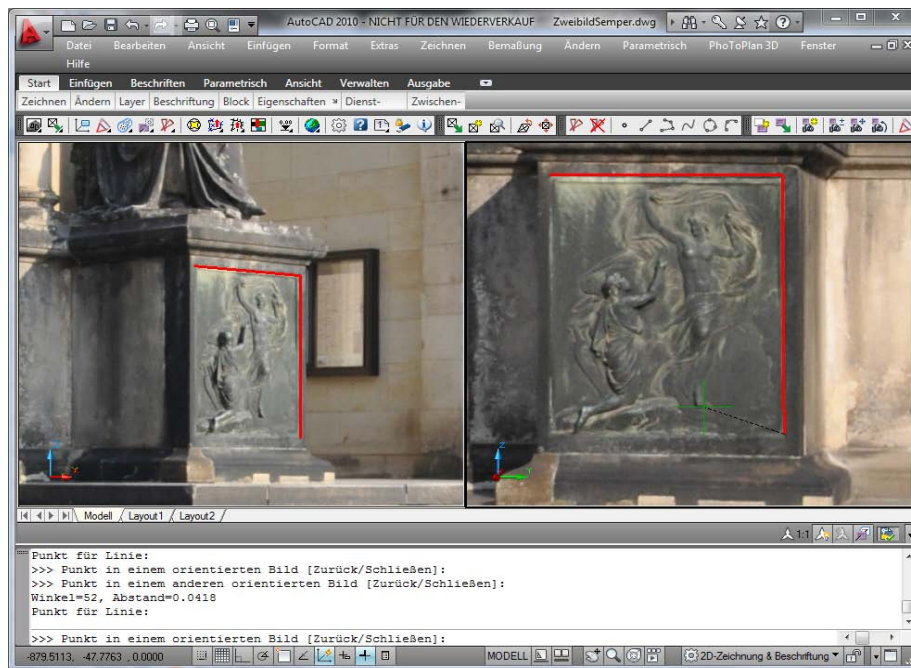 AutoCAD 2010 - NICHT FÜR DEN WIEDERVERKAUF ZweibildSemper.dwg
Datei Bearbeiten Ansicht Einfügen Format Extras Zeichnen Bemaßung Ändern Parametrisch PhoToPlan 3D Fenster
Hilfe
Start Einfügen Beschriften Parametrisch Ansicht Verwalten Ausgabe
Zeichnen Ändern Layer Beschriftung Block Eigenschaften Dienst- Zwischen-
Modell Layout1 Layout2
1:1
Punkt für Linie:
>>> Punkt in einem orientierten Bild [Zurück/Schließen]:
>>> Punkt in einem anderen orientierten Bild [Zurück/Schließen]:
Winkel=52, Abstand=0.0418
Punkt für Linie:
>>> Punkt in einem orientierten Bild [Zurück/Schließen]:
-879.5113, -47.7763 , 0.0000 MODELL 2D-Zeichnung & Beschriftung